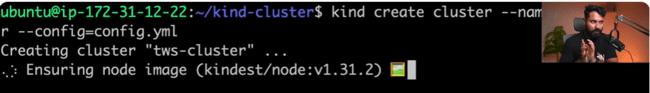 ubuntu@ip-172-31-12-22:~/kind-cluster$ kind create cluster --nam
r --config=config.yml
Creating cluster "tws-cluster" ...
Ensuring node image (kindest/node:v1.31.2) 🖼